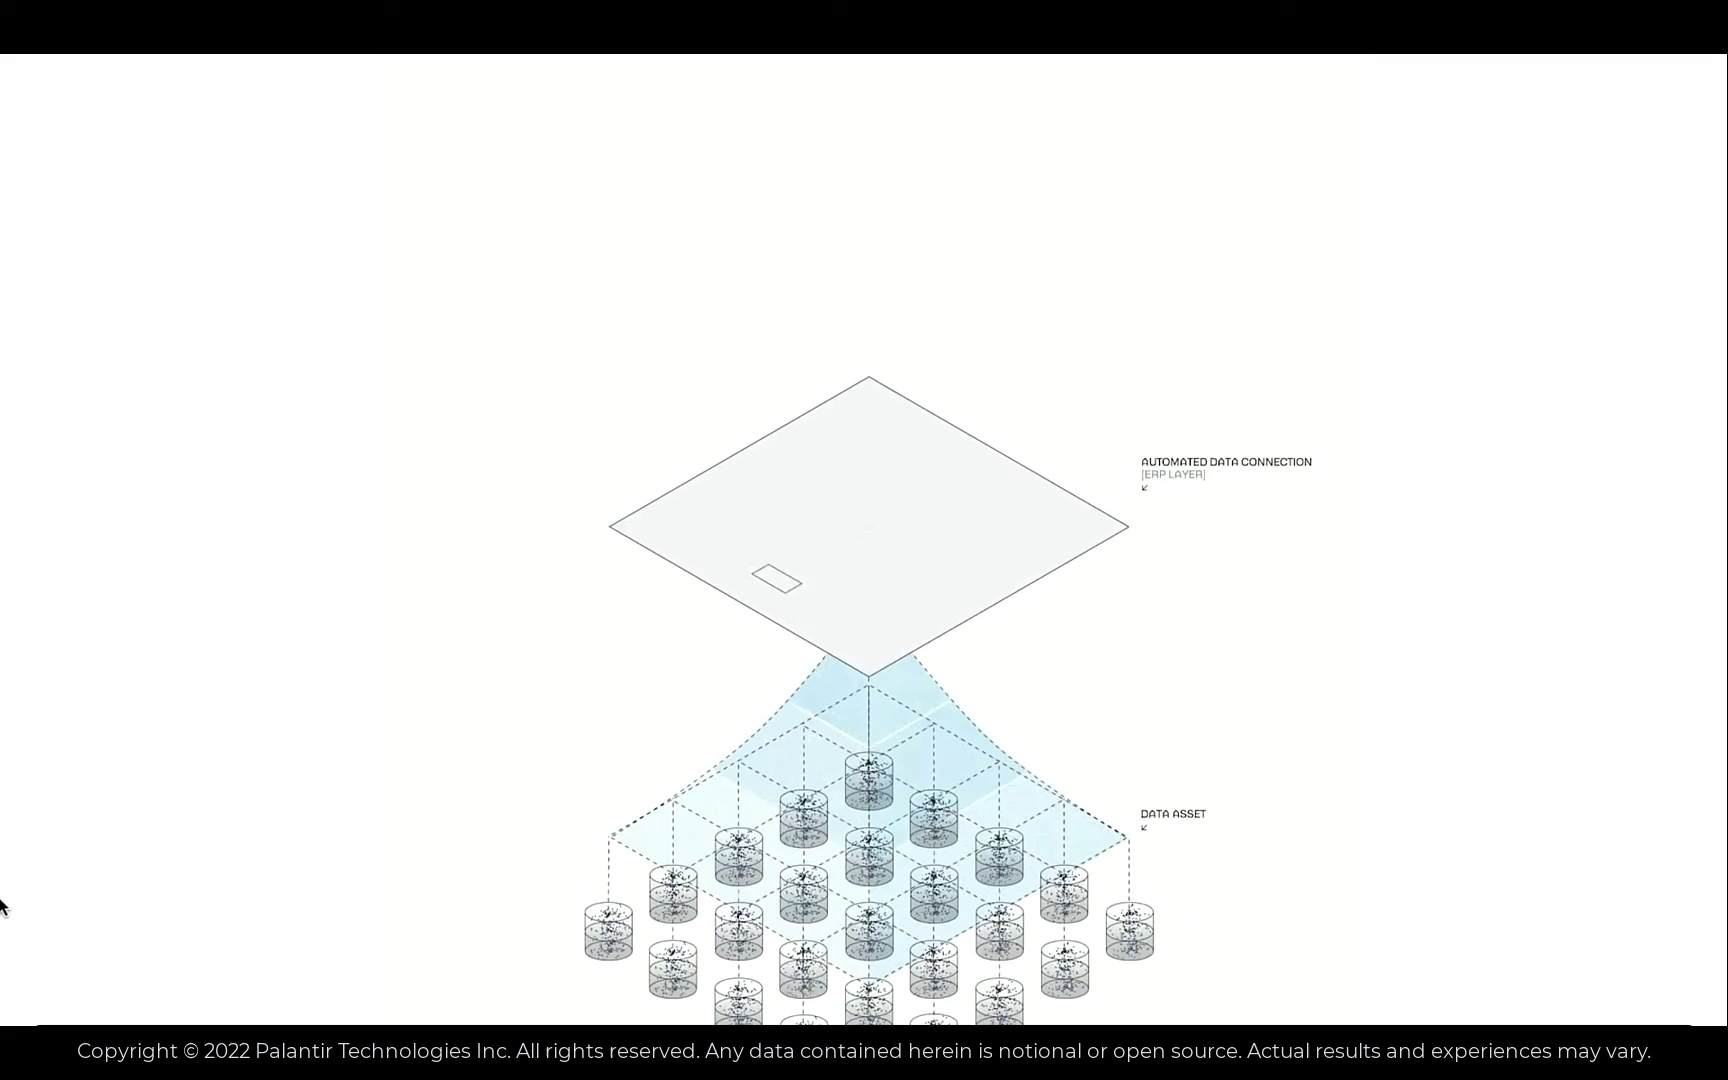 AUTOMATED DATA CONNECTION
[ERP LAYER]
DATA ASSET
Copyright © 2022 Palantir Technologies Inc. All rights reserved. Any data contained herein is notional or open source. Actual results and experiences may vary.